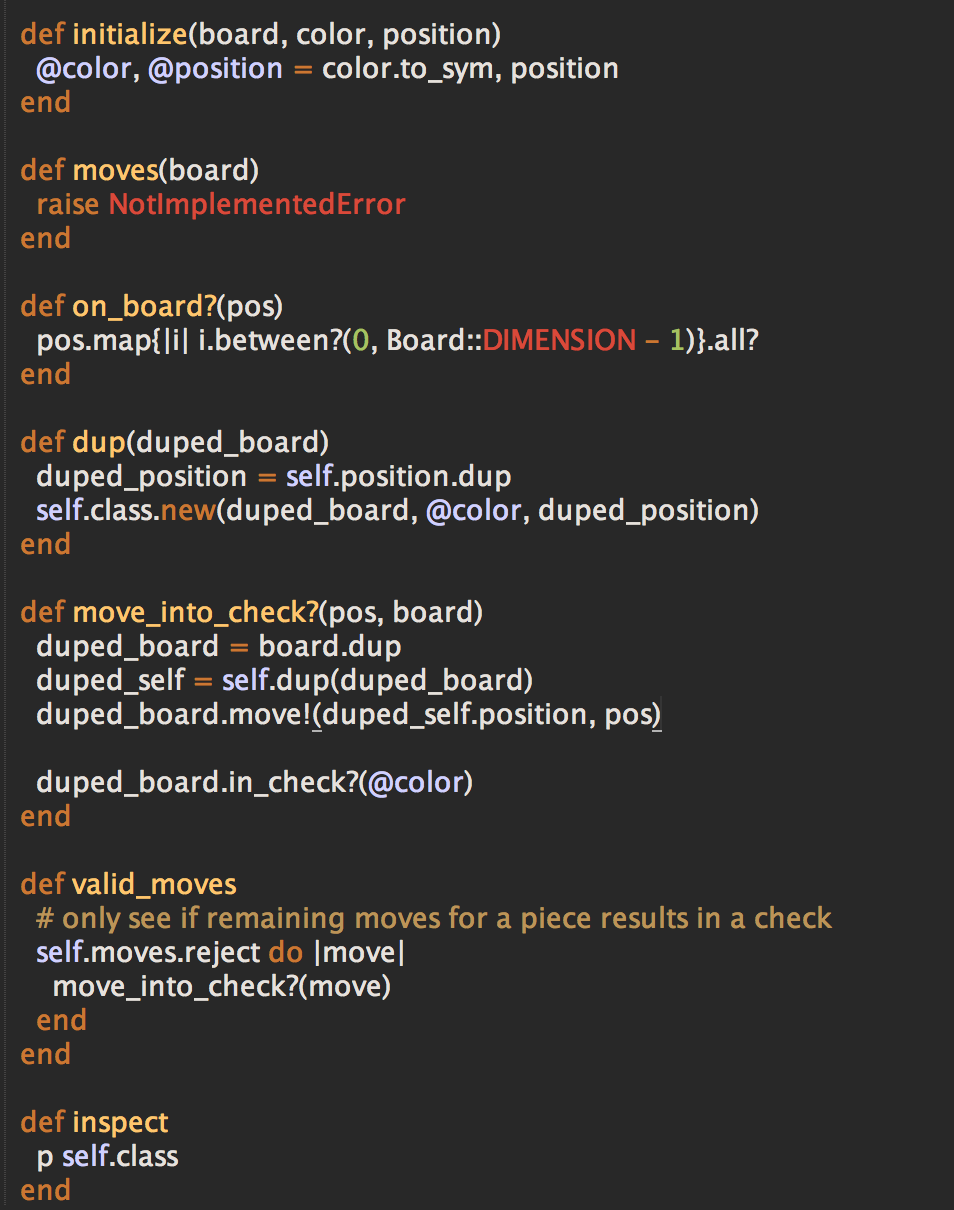 def initialize(board, color, position)
  @color, @position = color.to_sym, position
end

def moves(board)
  raise NotImplementedError
end

def on_board?(pos)
  pos.map{|i| i.between?(0, Board::DIMENSION - 1)}.all?
end

def dup(duped_board)
  duped_position = self.position.dup
  self.class.new(duped_board, @color, duped_position)
end

def move_into_check?(pos, board)
  duped_board = board.dup
  duped_self = self.dup(duped_board)
  duped_board.move!(duped_self.position, pos)

  duped_board.in_check?(@color)
end

def valid_moves
  # only see if remaining moves for a piece results in a check
  self.moves.reject do |move|
    move_into_check?(move)
  end
end

def inspect
  p self.class
end